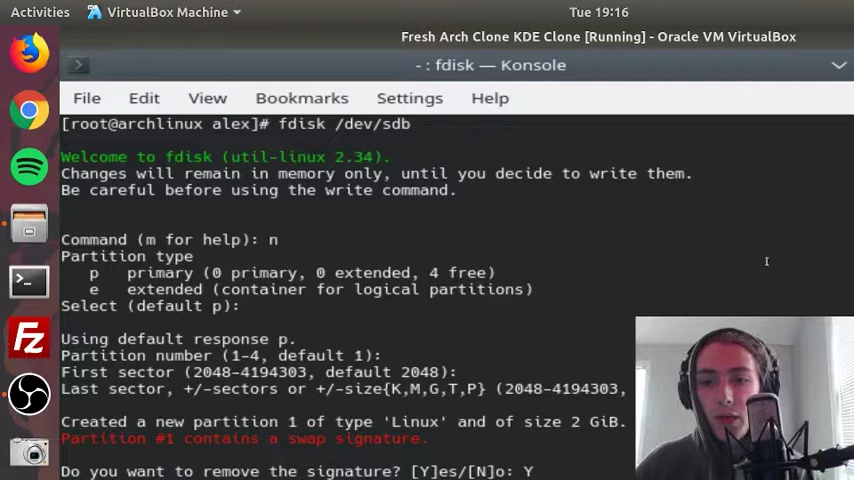 Activities VirtualBox Machine Tue 19:16
Fresh Arch Clone KDE Clone [Running] - Oracle VM VirtualBox
- : fdisk — Konsole
File Edit View Bookmarks Settings Help
[root@archlinux alex]# fdisk /dev/sdb
Welcome to fdisk (util-linux 2.34).
Changes will remain in memory only, until you decide to write them.
Be careful before using the write command.
Command (m for help): n
Partition type
p primary (0 primary, 0 extended, 4 free)
e extended (container for logical partitions)
Select (default p):
Using default response p.
Partition number (1-4, default 1):
First sector (2048-4194303, default 2048):
Last sector, +/-sectors or +/-size{K,M,G,T,P} (2048-4194303,
Created a new partition 1 of type 'Linux' and of size 2 GiB.
Partition #1 contains a swap signature.
Do you want to remove the signature? [Y]es/[N]o: Y